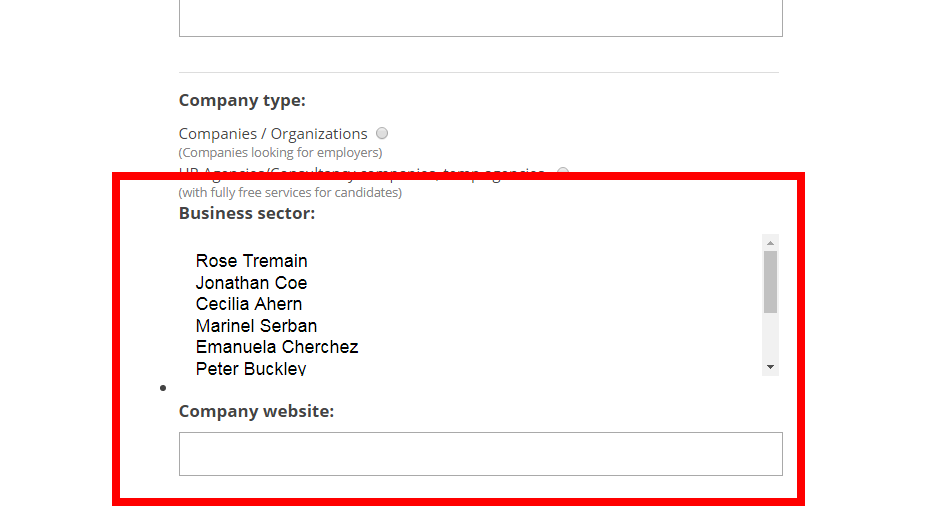 Company type:
Companies / Organizations
(Companies looking for employers)
HR Agencies/Consultancy companies, temp agencies
(with fully free services for candidates)
Business sector:
Rose Tremain
Jonathan Coe
Cecilia Ahern
Marinel Serban
Emanuela Cherchez
Peter Buckley
Company website: